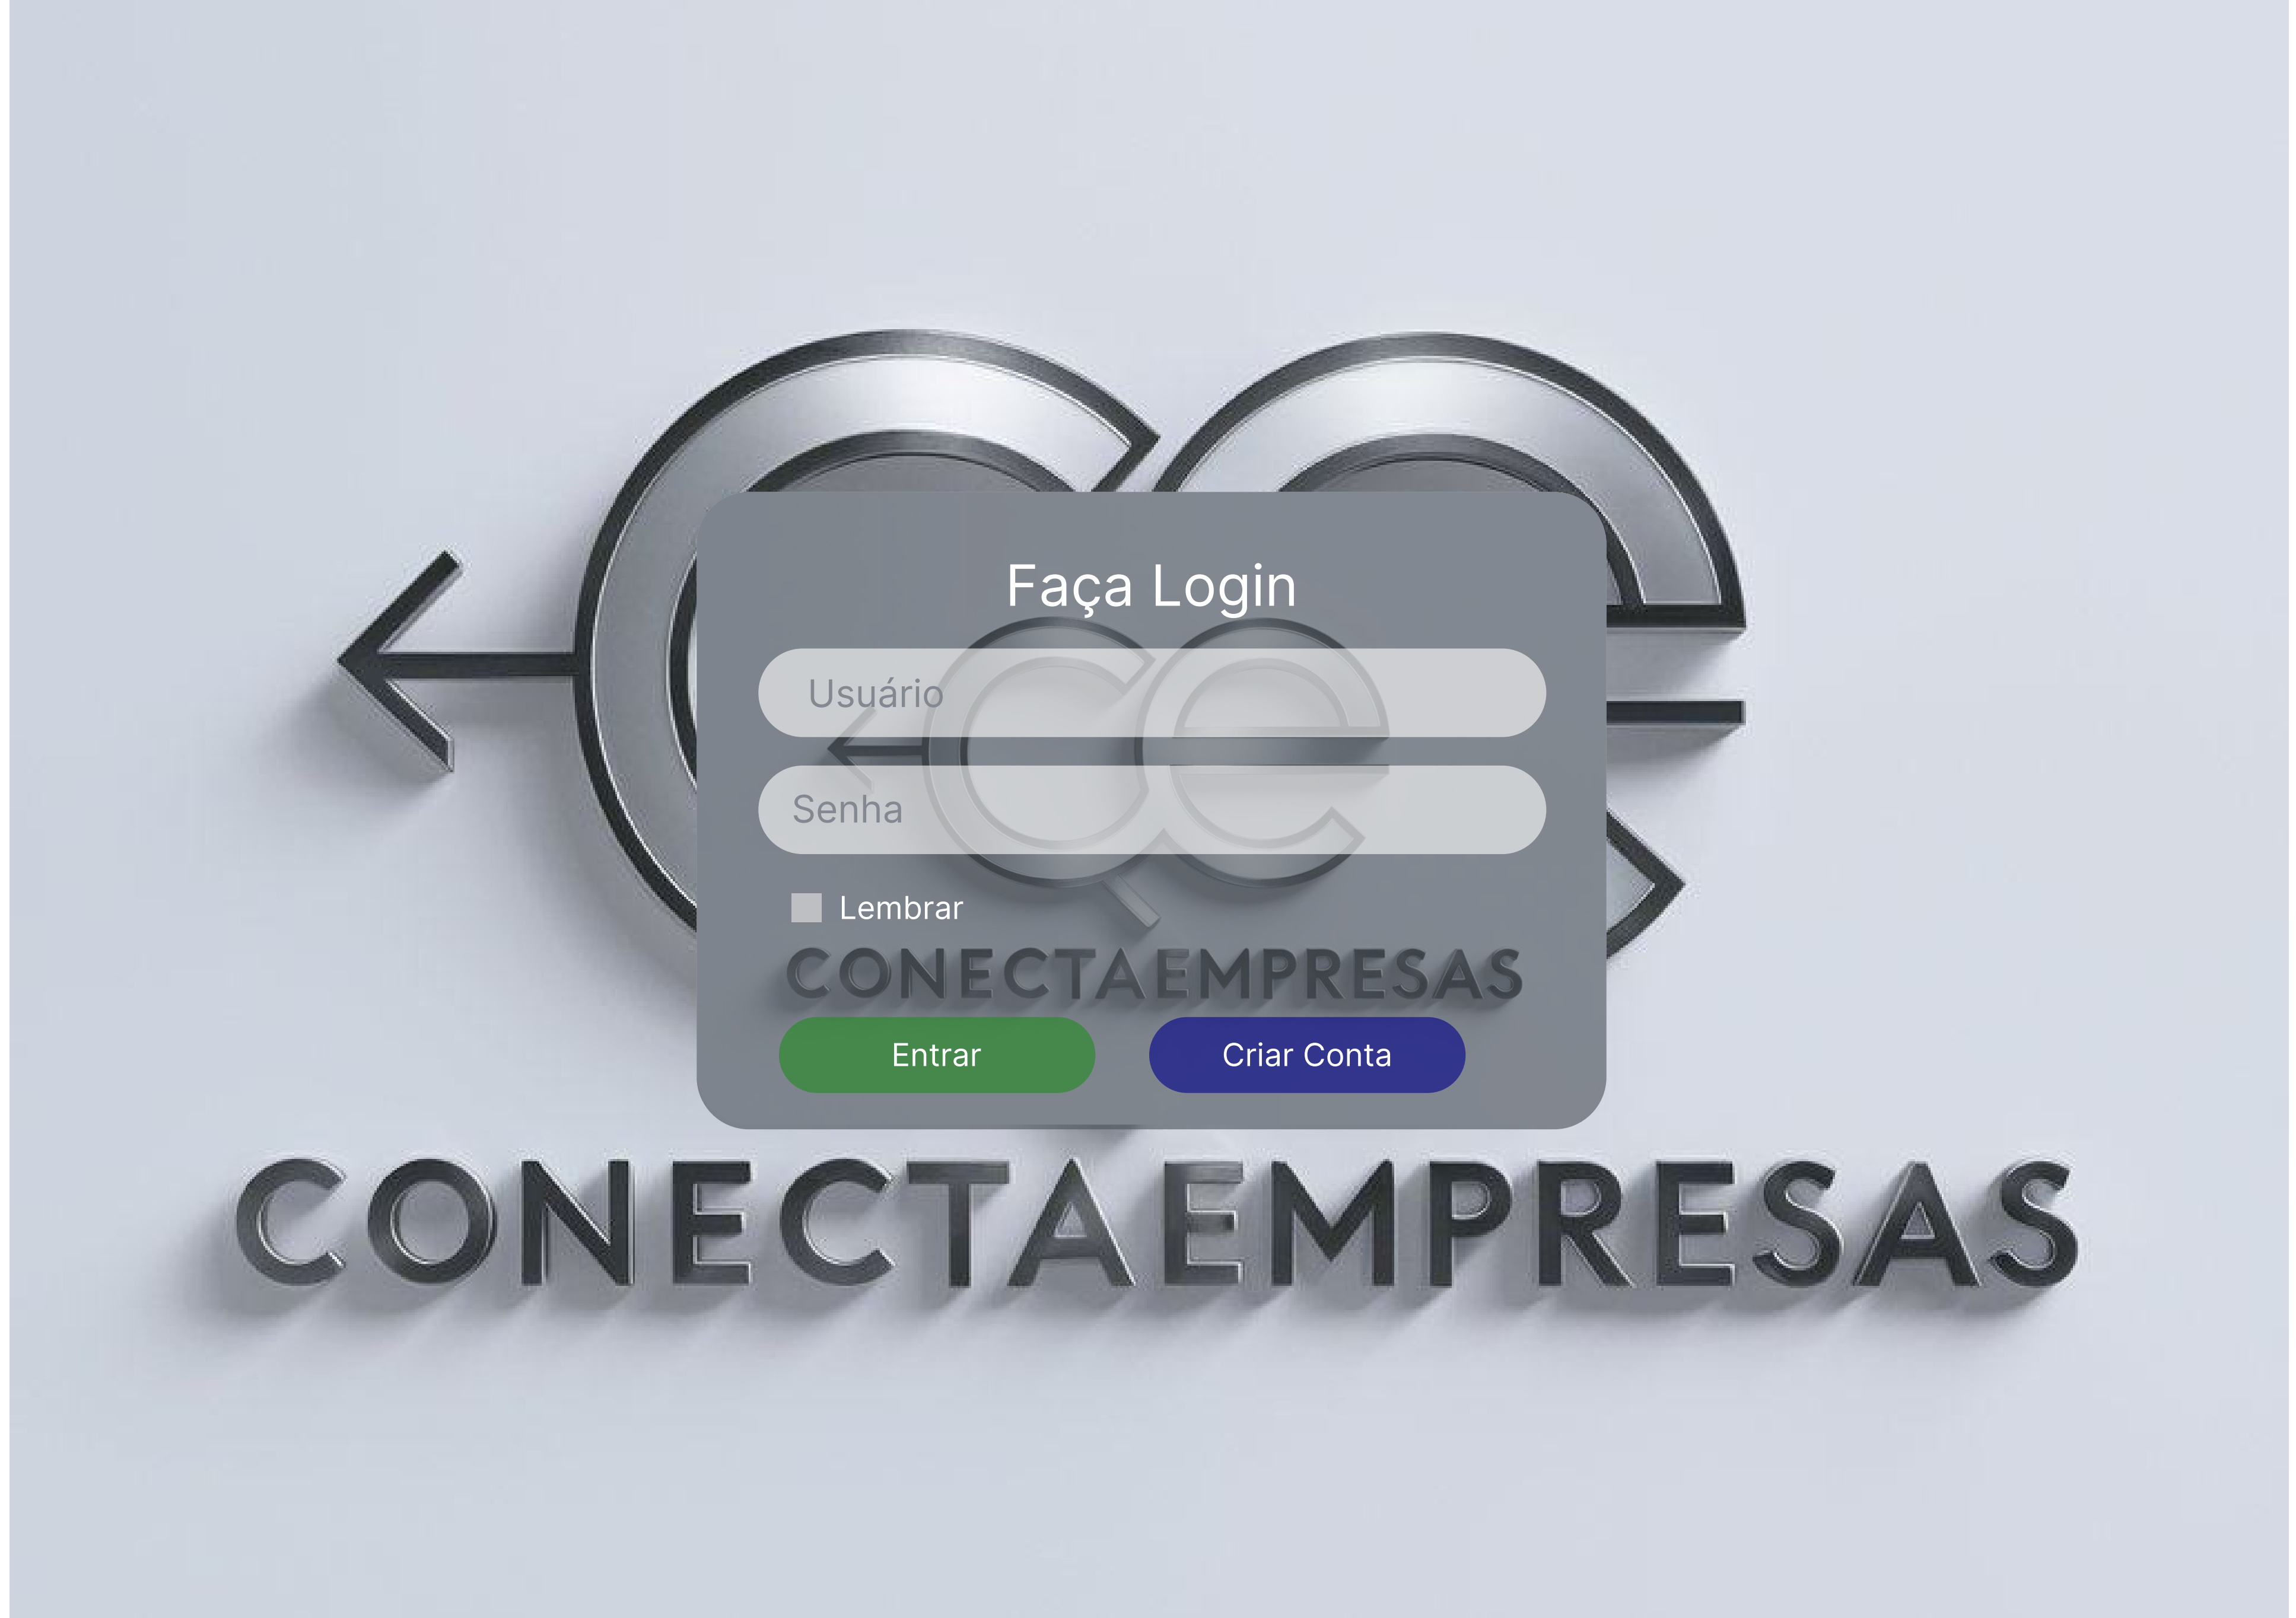 Faça Login
Usuário
Senha
Lembrar
CONECTAEMPRESAS
Entrar
Criar Conta
CONECTAEMPRESAS